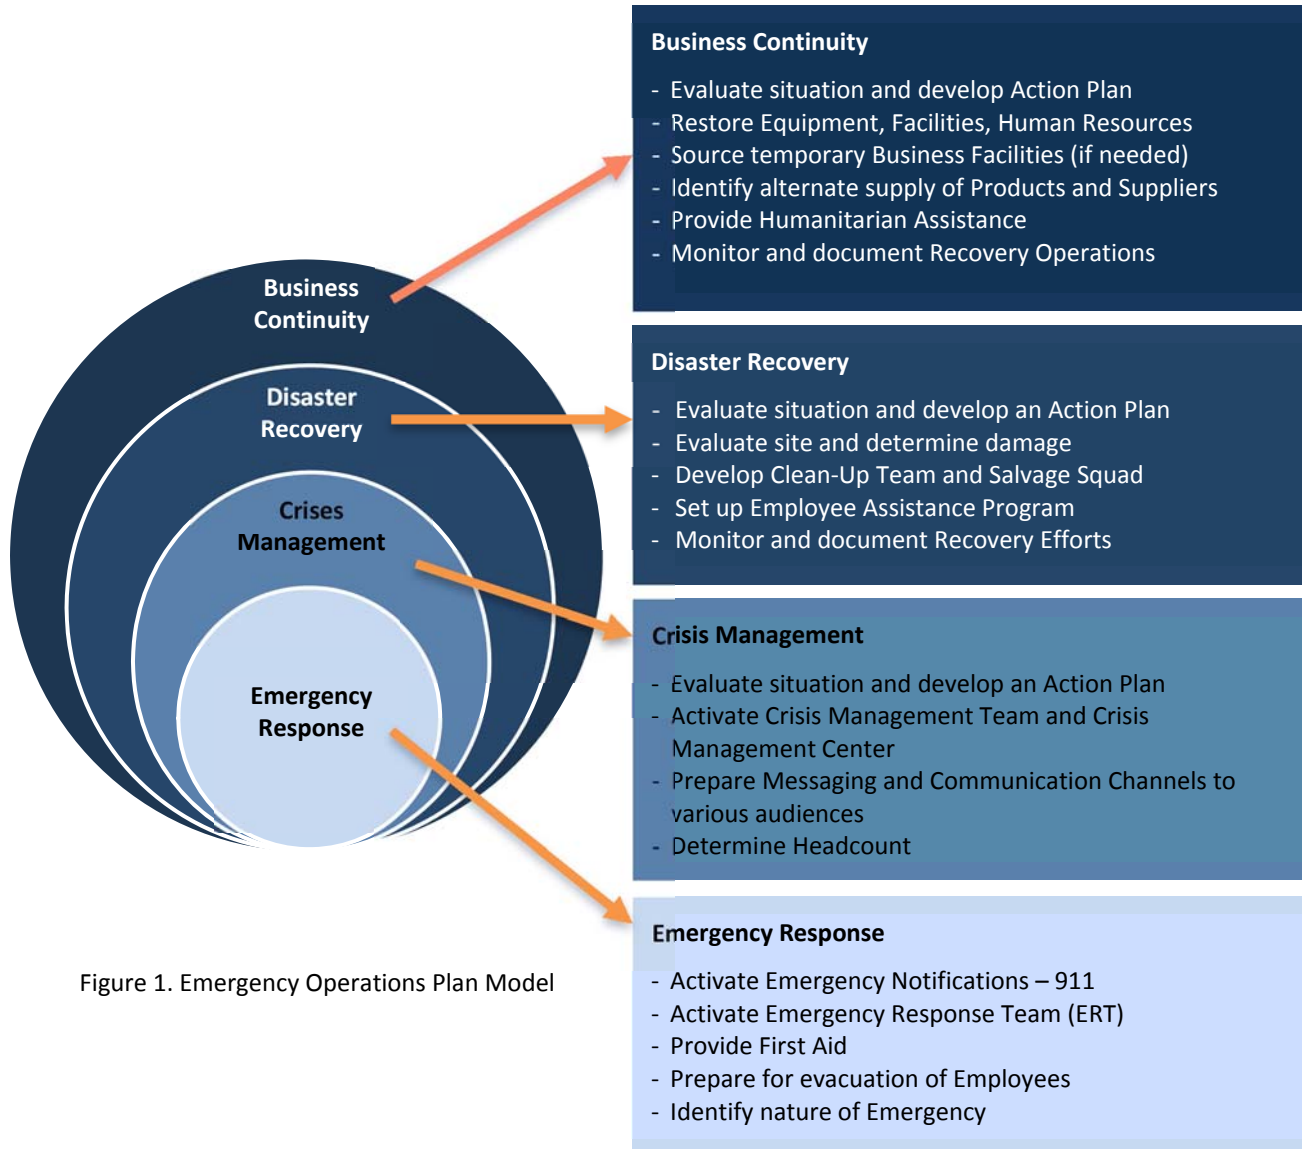 Business
Continuity
Disaster
Recovery
Crises
Management
Emergency
Response
Figure 1. Emergency Operations Plan Model
Business Continuity
- Evaluate situation and develop Action Plan
- Restore Equipment, Facilities, Human Resources
- Source temporary Business Facilities (if needed)
- Identify alternate supply of Products and Suppliers
- Provide Humanitarian Assistance
- Monitor and document Recovery Operations
Disaster Recovery
- Evaluate situation and develop an Action Plan
- Evaluate site and determine damage
- Develop Clean-Up Team and Salvage Squad
- Set up Employee Assistance Program
- Monitor and document Recovery Efforts
Crisis Management
- Evaluate situation and develop an Action Plan
- Activate Crisis Management Team and Crisis
Management Center
- Prepare Messaging and Communication Channels to
various audiences
- Determine Headcount
Emergency Response
- Activate Emergency Notifications – 911
- Activate Emergency Response Team (ERT)
- Provide First Aid
- Prepare for evacuation of Employees
- Identify nature of Emergency